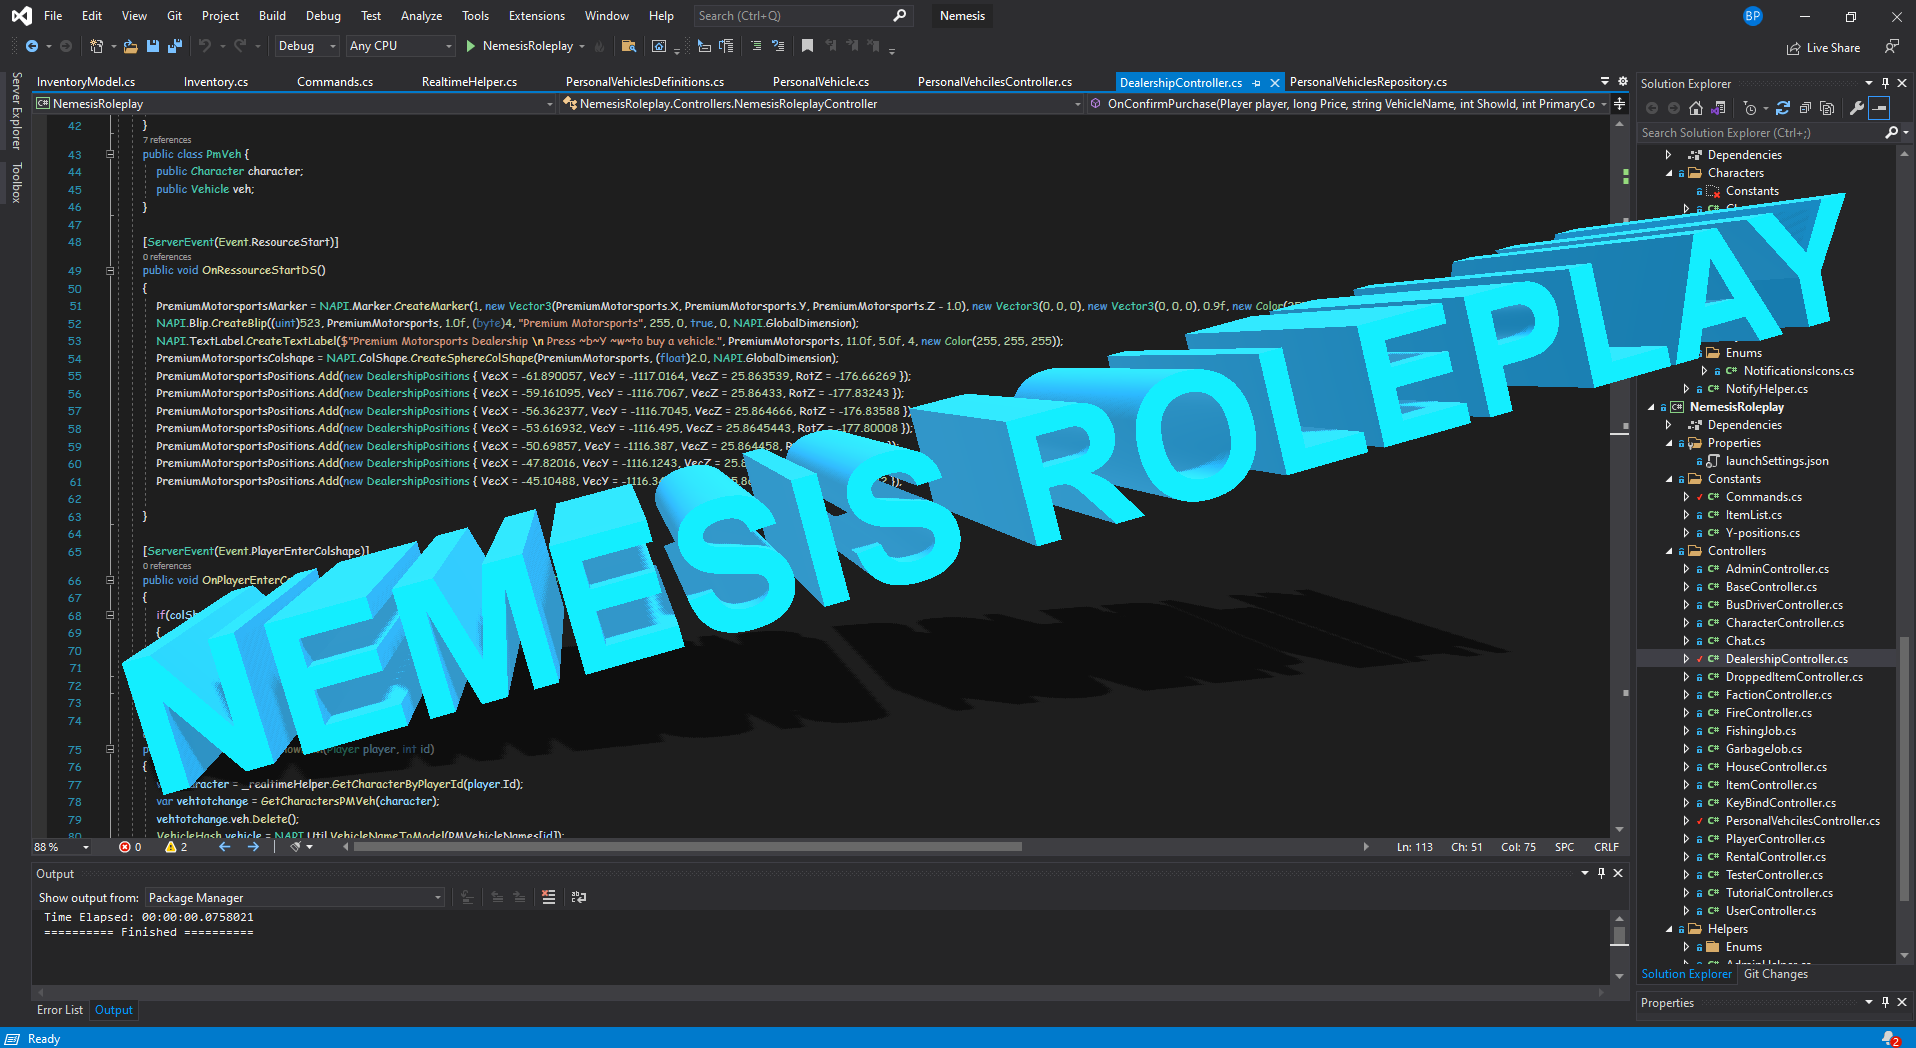 File Edit View Git Project Build Debug Test Analyze Tools Extensions Window Help Search (Ctrl+Q) Nemesis BP
Debug Any CPU NemesisRoleplay Live Share
Server Explorer
Toolbox
InventoryModel.cs Inventory.cs Commands.cs RealtimeHelper.cs PersonalVehiclesDefinitions.cs PersonalVehicle.cs PersonalVehcilesController.cs DealershipController.cs PersonalVehiclesRepository.cs
NemesisRoleplay NemesisRoleplay.Controllers.NemesisRoleplayController OnConfirmPurchase(Player player, long Price, string VehicleName, int ShowId, int PrimaryCo
42 }
7 references
43 public class PmVeh {
44 public Character character;
45 public Vehicle veh;
46 }
47
48 [ServerEvent(Event.ResourceStart)]
0 references
49 public void OnRessourceStartDS()
50 {
51 PremiumMotorsportsMarker = NAPI.Marker.CreateMarker(1, new Vector3(PremiumMotorsports.X, PremiumMotorsports.Y, PremiumMotorsports.Z - 1.0), new Vector3(0, 0, 0), new Vector3(0, 0, 0), 0.9f, new Color(
52 NAPI.Blip.CreateBlip((uint)523, PremiumMotorsports, 1.0f, (byte)4, "Premium Motorsports", 255, 0, true, 0, NAPI.GlobalDimension);
53 NAPI.TextLabel.CreateTextLabel($"Premium Motorsports Dealership \n Press ~b~Y ~w~to buy a vehicle.", PremiumMotorsports, 11.0f, 5.0f, 4, new Color(255, 255, 255));
54 PremiumMotorsportsColshape = NAPI.ColShape.CreateSphereColShape(PremiumMotorsports, (float)2.0, NAPI.GlobalDimension);
55 PremiumMotorsportsPositions.Add(new DealershipPositions { VecX = -61.890057, VecY = -1117.0164, VecZ = 25.863539, RotZ = -176.66269 });
56 PremiumMotorsportsPositions.Add(new DealershipPositions { VecX = -59.161095, VecY = -1116.7067, VecZ = 25.86433, RotZ = -177.83243 });
57 PremiumMotorsportsPositions.Add(new DealershipPositions { VecX = -56.362377, VecY = -1116.7045, VecZ = 25.864666, RotZ = -176.83588 });
58 PremiumMotorsportsPositions.Add(new DealershipPositions { VecX = -53.616932, VecY = -1116.495, VecZ = 25.8645443, RotZ = -177.80008 });
59 PremiumMotorsportsPositions.Add(new DealershipPositions { VecX = -50.69857, VecY = -1116.387, VecZ = 25.864458,
60 PremiumMotorsportsPositions.Add(new DealershipPositions { VecX = -47.82016, VecY = -1116.1243, VecZ =
61 PremiumMotorsportsPositions.Add(new DealershipPositions { VecX = -45.10488, VecY =
62
63 }
64
65 [ServerEvent(Event.PlayerEnterColshape)]
0 references
66 public void
67 {
68
69 {
70
71
72
73
74
75 player, int id)
76 {
77 = _realtimeHelper.GetCharacterByPlayerId(player.Id);
78 var vehtotchange = GetCharactersPMVeh(character);
79 vehtotchange.veh.Delete();
80 VehicleHash vehicle = NAPI.Util.VehicleNameToModel(PMVehicleNames[id]);
NEMESIS ROLEPLAY
88 % 0 2 Ln: 113 Ch: 51 Col: 75 SPC CRLF
Output
Show output from: Package Manager
Time Elapsed: 00:00:00.0758021
========== Finished ==========
Error List Output
Ready 2
Solution Explorer
Search Solution Explorer (Ctrl+;)
Dependencies
Characters
Constants
Enums
NotificationsIcons.cs
NotifyHelper.cs
NemesisRoleplay
Dependencies
Properties
launchSettings.json
Constants
Commands.cs
ItemList.cs
Y-positions.cs
Controllers
AdminController.cs
BaseController.cs
BusDriverController.cs
CharacterController.cs
Chat.cs
DealershipController.cs
DroppedItemController.cs
FactionController.cs
FireController.cs
FishingJob.cs
GarbageJob.cs
HouseController.cs
ItemController.cs
KeyBindController.cs
PersonalVehcilesController.cs
PlayerController.cs
RentalController.cs
TesterController.cs
TutorialController.cs
UserController.cs
Helpers
Enums
Solution Explorer Git Changes
Properties